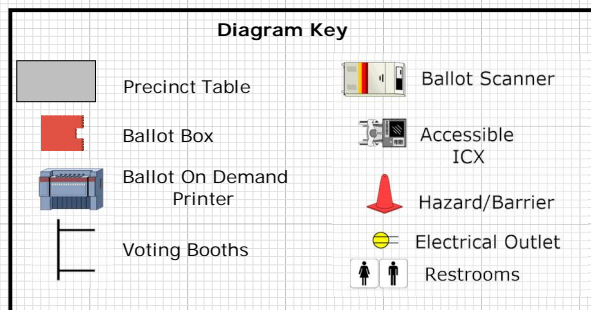 Diagram Key
Precinct Table
Ballot Box
Ballot On Demand
Printer
Voting Booths
Ballot Scanner
Accessible
ICX
Hazard/Barrier
Electrical Outlet
Restrooms